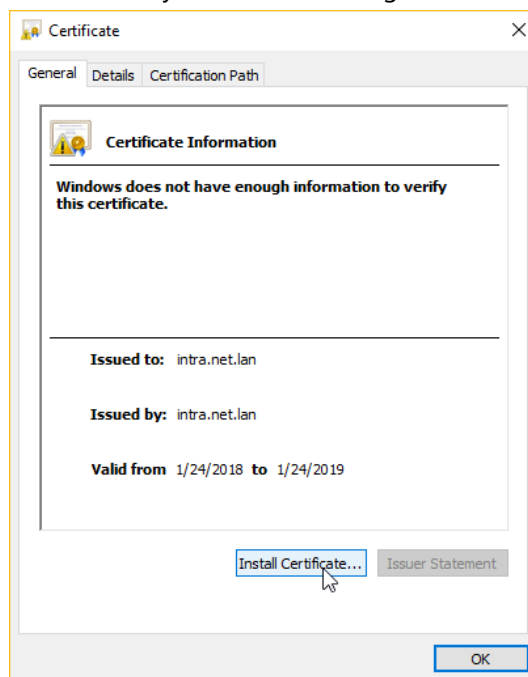 Certificate
General Details Certification Path
Certificate Information
Windows does not have enough information to verify
this certificate.
Issued to: intra.net.lan
Issued by: intra.net.lan
Valid from 1/24/2018 to 1/24/2019
Install Certificate... Issuer Statement
OK